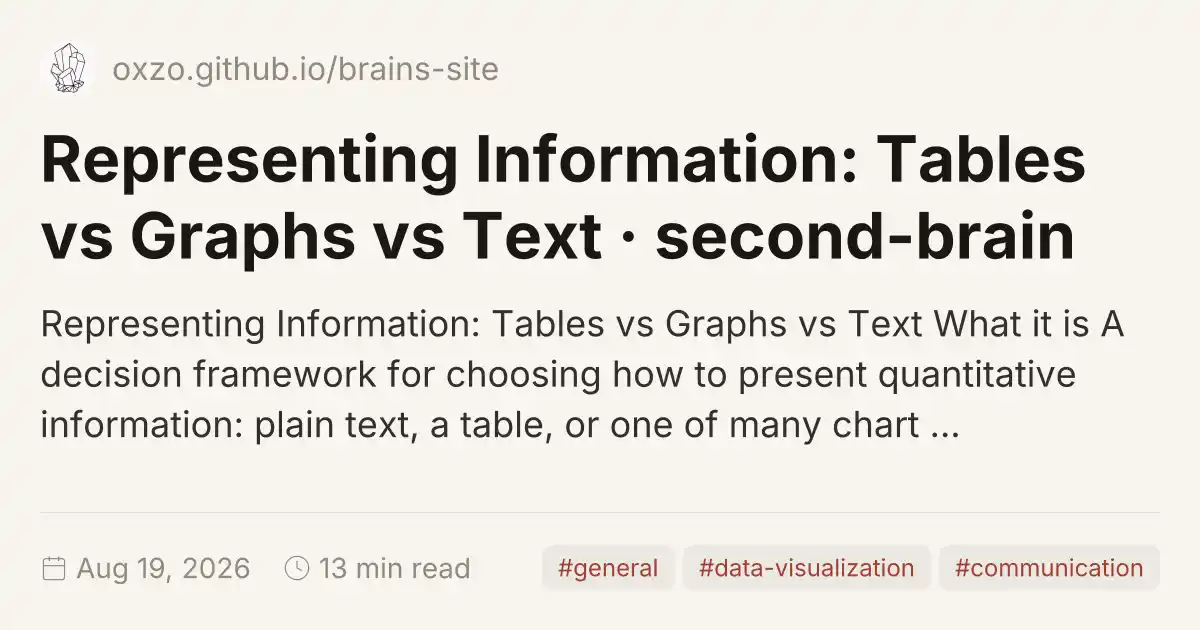 oxzo.github.io/brains-site
Representing Information: Tables
vs Graphs vs Text · second-brain
Representing Information: Tables vs Graphs vs Text What it is A
decision framework for choosing how to present quantitative
information: plain text, a table, or one of many chart ...
Aug 19, 2026 13 min read #general #data-visualization #communication